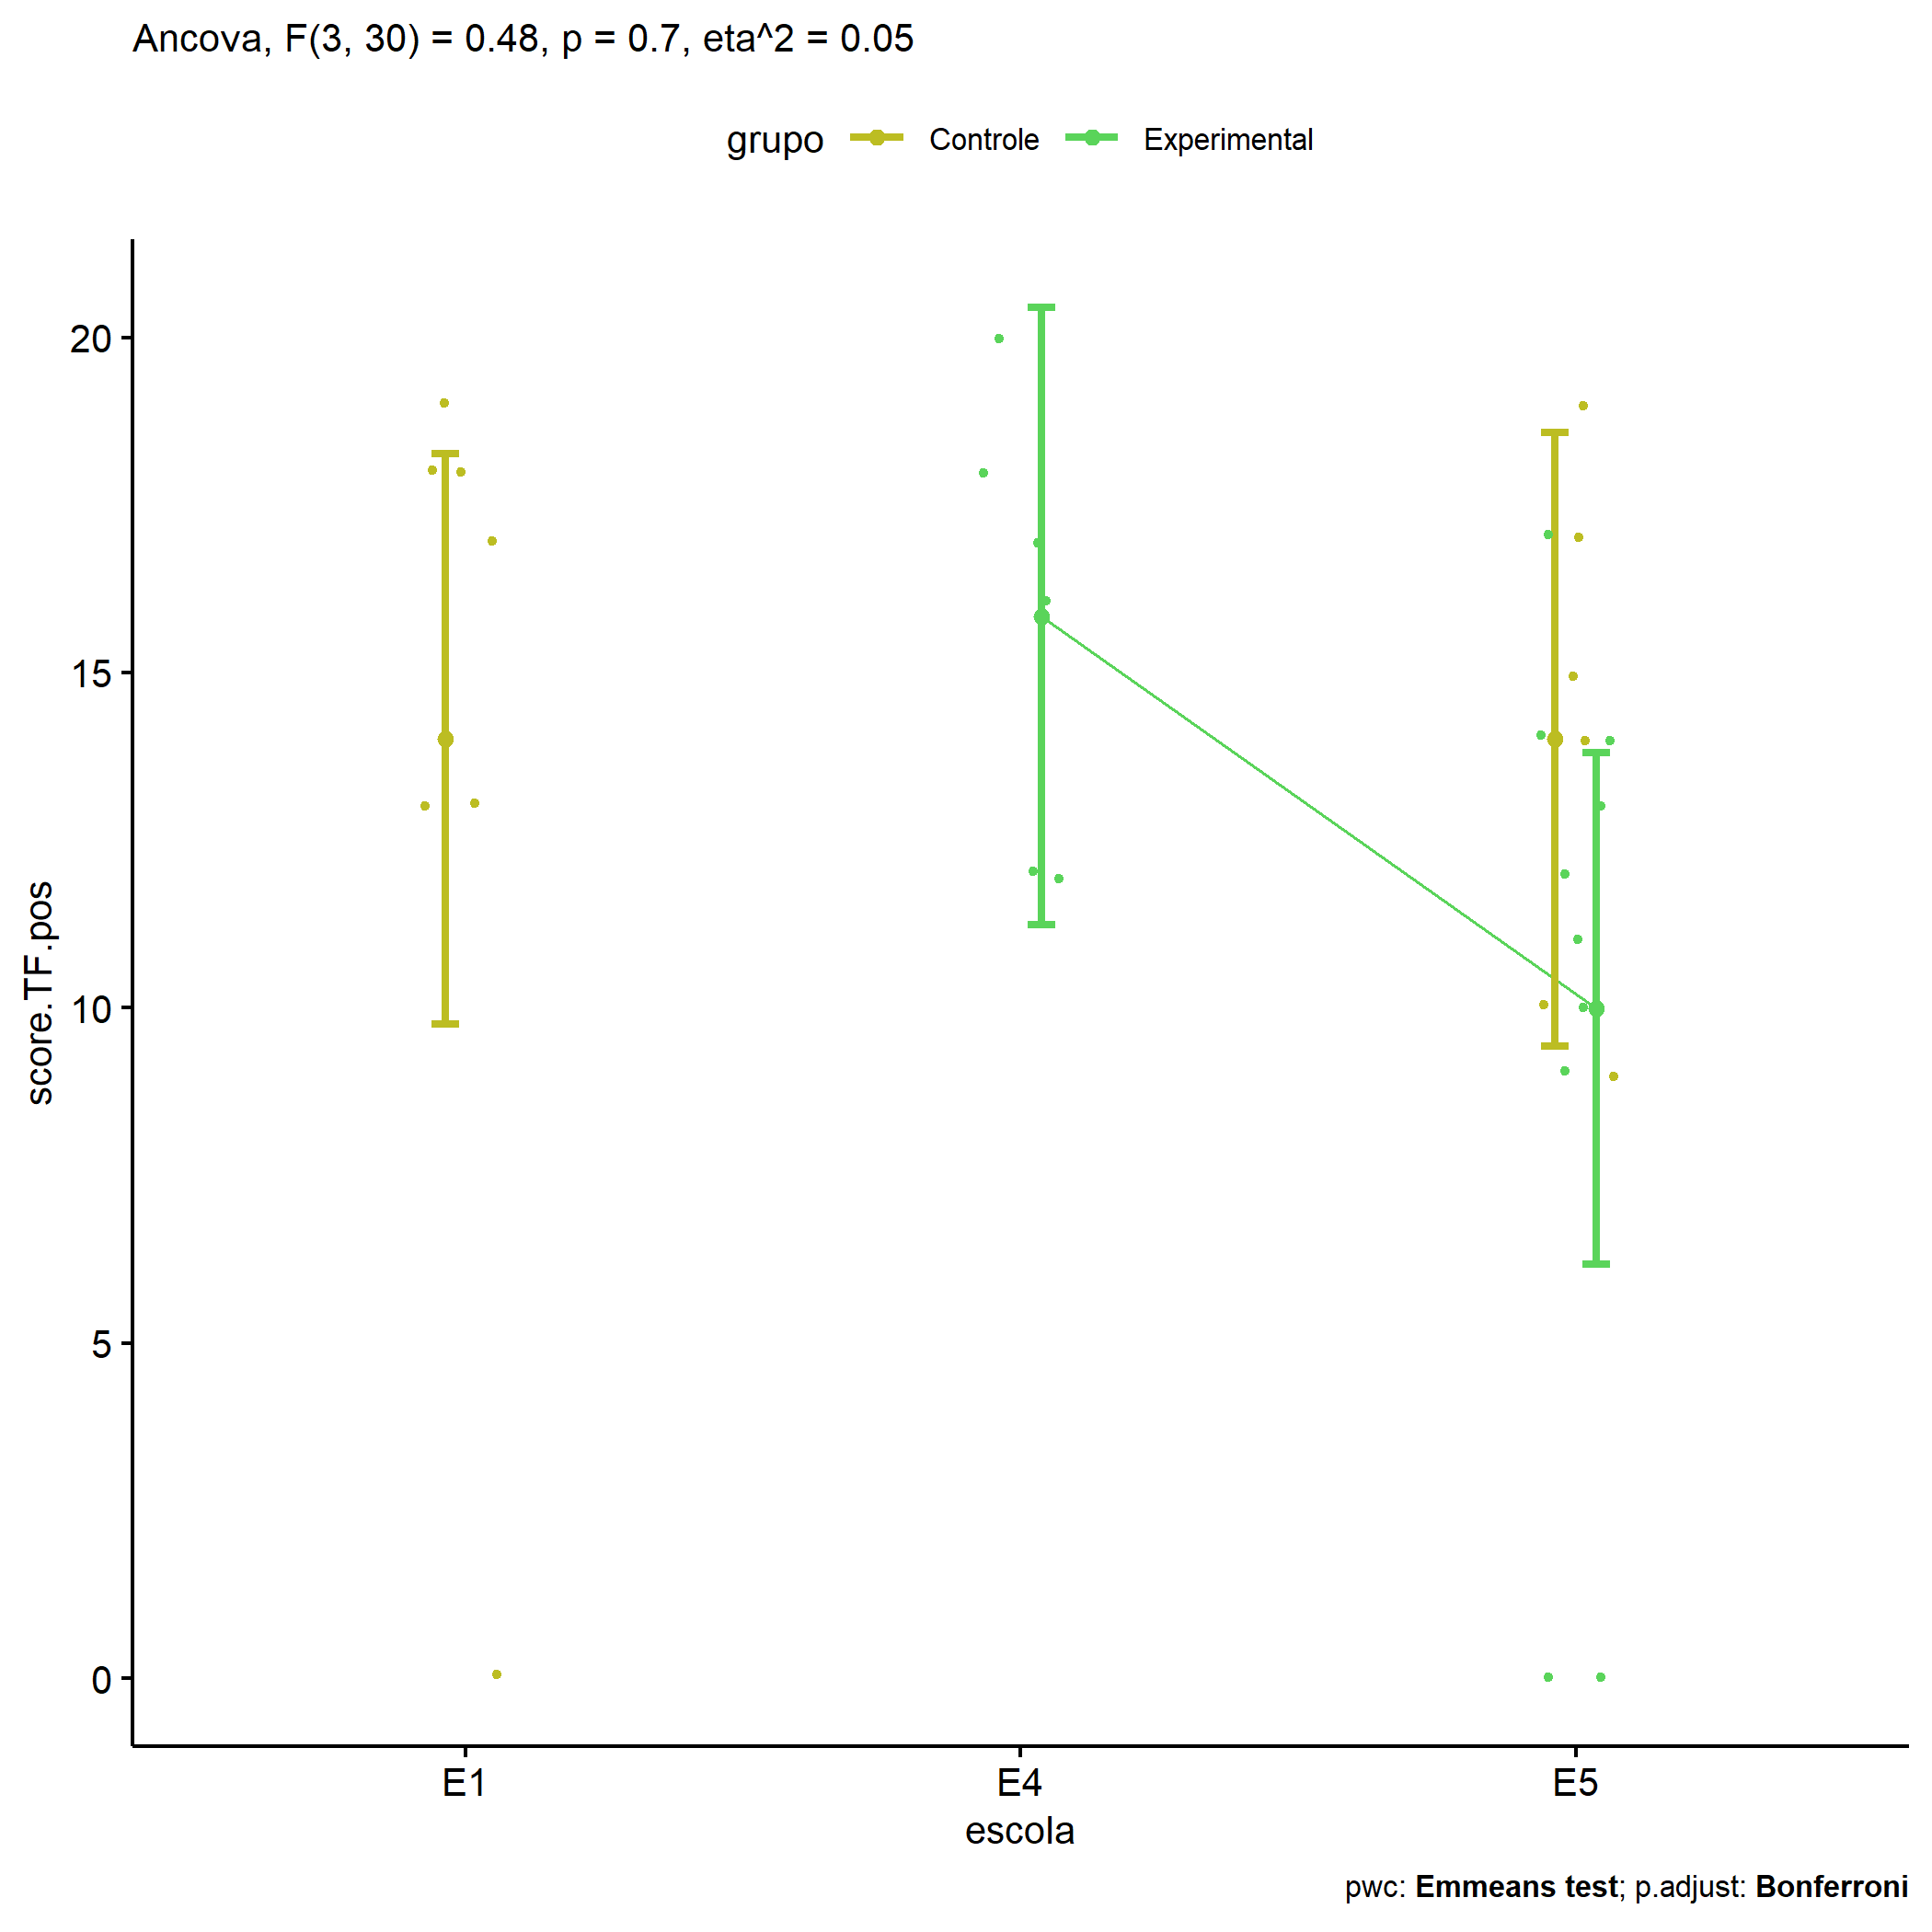 Ancova, F(3, 30) = 0.48, p = 0.7, eta^2 = 0.05
grupo Controle Experimental
score.TF.pos
20
15
10
5
0
E1 E4 E5
escola
pwc: Emmeans test; p.adjust: Bonferroni